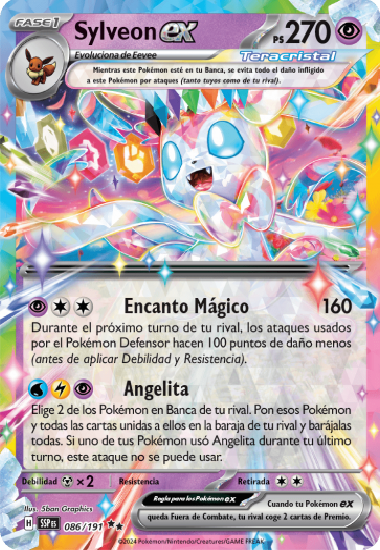 FASE 1
Sylveon ex
PS 270
Evoluciona de Eevee
Teracristal
Mientras este Pokémon esté en tu Banca, se evita todo el daño infligido
a este Pokémon por ataques (tanto tuyos como de tu rival).
Encanto Mágico 160
Durante el próximo turno de tu rival, los ataques usados
por el Pokémon Defensor hacen 100 puntos de daño menos
(antes de aplicar Debilidad y Resistencia).
Angelita
Elige 2 de los Pokémon en Banca de tu rival. Pon esos Pokémon
y todas las cartas unidas a ellos en la baraja de tu rival y barájalas
todas. Si uno de tus Pokémon usó Angelita durante tu último
turno, este ataque no se puede usar.
Debilidad ×2 Resistencia Retirada
Ilus. 5ban Graphics
Regla para los Pokémon ex
Cuando tu Pokémon ex
queda Fuera de Combate, tu rival coge 2 cartas de Premio.
H SSP ES 086/191
©2024 Pokémon/Nintendo/Creatures/GAME FREAK